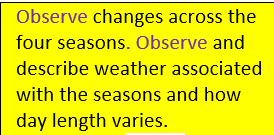 Observe changes across the
four seasons. Observe and
describe weather associated
with the seasons and how
day length varies.